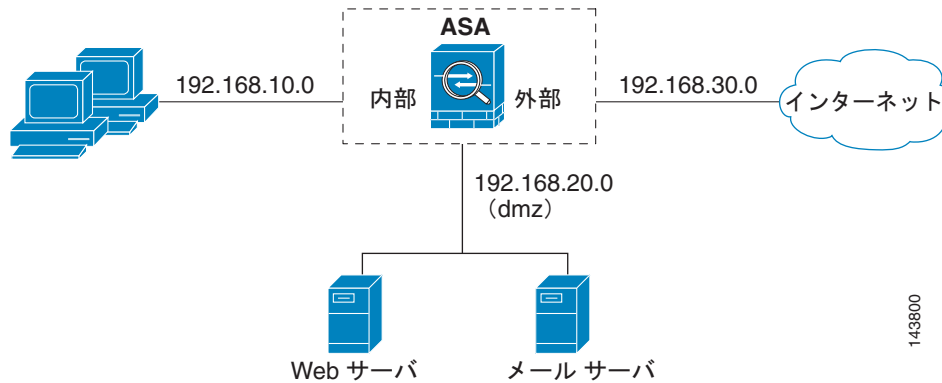 ASA
192.168.10.0
内部
外部
192.168.30.0
インターネット
192.168.20.0
（dmz）
Web サーバ
メール サーバ
143800